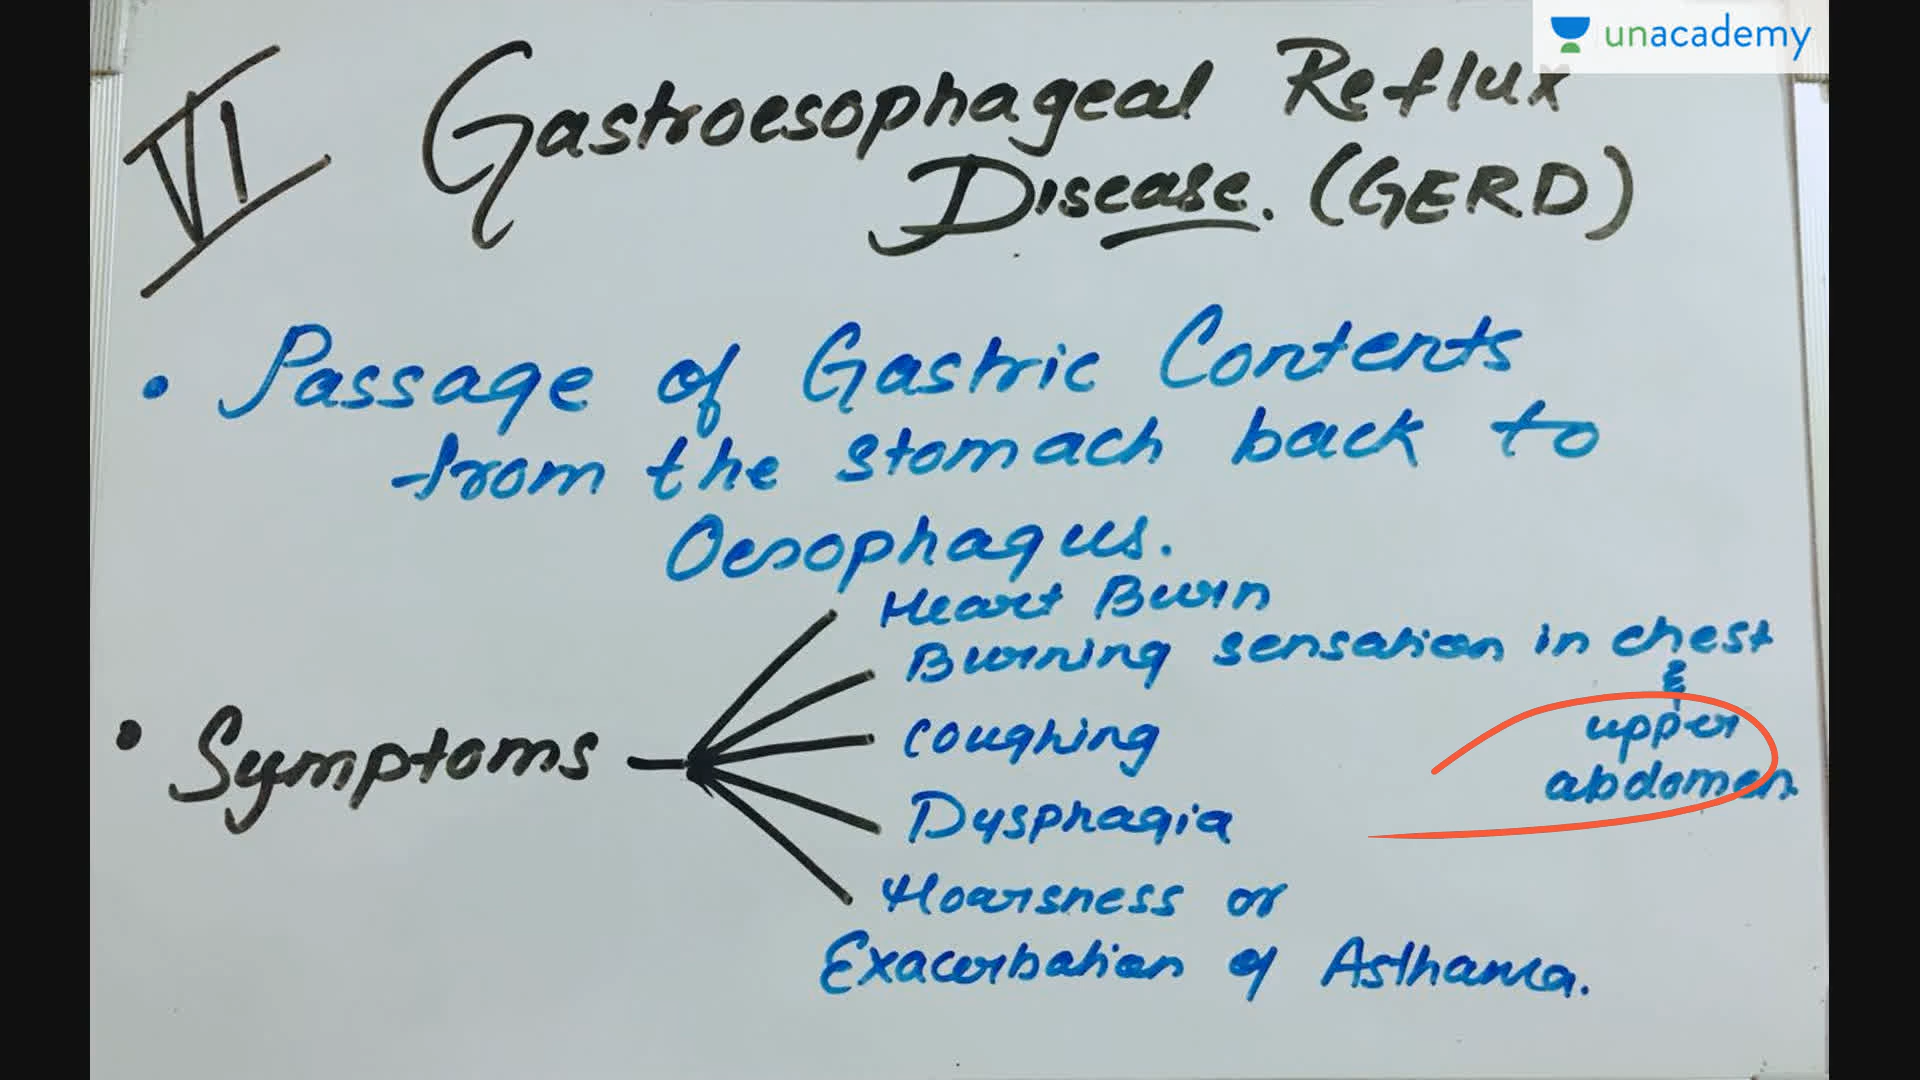 unacademy
VI Gastroesophageal Reflux
Disease. (GERD)
• Passage of Gastric Contents
from the stomach back to
Oesophagus.
• Symptoms
Heart Burn
Burning sensation in chest
&
upper
abdomen.
Coughing
Dysphagia
Hoarsness or
Exacerbation of Asthama.